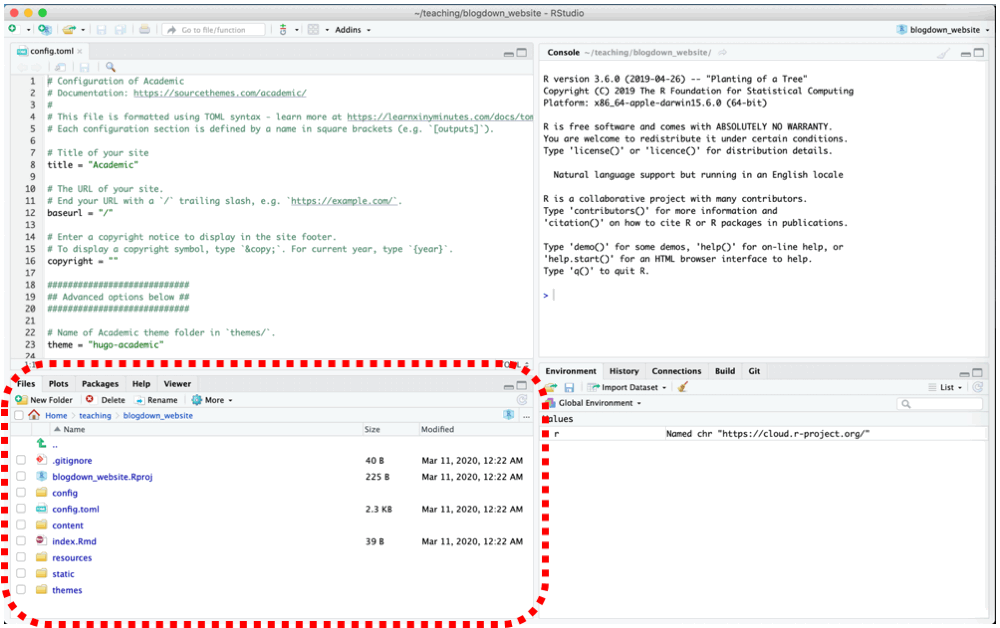 ~/teaching/blogdown_website - RStudio
Go to file/function
Addins
blogdown_website
config.toml
1 # Configuration of Academic
2 # Documentation: https://sourcethemes.com/academic/
3 #
4 # This file is formatted using TOML syntax - learn more at https://learnxinyminutes.com/docs/tom
5 # Each configuration section is defined by a name in square brackets (e.g. `[outputs]`).
6
7 # Title of your site
8 title = "Academic"
9
10 # The URL of your site.
11 # End your URL with a `/` trailing slash, e.g. `https://example.com/`.
12 baseurl = "/"
13
14 # Enter a copyright notice to display in the site footer.
15 # To display a copyright symbol, type `&copy;`. For current year, type `{year}`.
16 copyright = ""
17
18 ############################
19 ## Advanced options below ##
20 ############################
21
22 # Name of Academic theme folder in `themes/`.
23 theme = "hugo-academic"
24
Console ~/teaching/blogdown_website/
R version 3.6.0 (2019-04-26) -- "Planting of a Tree"
Copyright (C) 2019 The R Foundation for Statistical Computing
Platform: x86_64-apple-darwin15.6.0 (64-bit)
R is free software and comes with ABSOLUTELY NO WARRANTY.
You are welcome to redistribute it under certain conditions.
Type 'license()' or 'licence()' for distribution details.
Natural language support but running in an English locale
R is a collaborative project with many contributors.
Type 'contributors()' for more information and
'citation()' on how to cite R or R packages in publications.
Type 'demo()' for some demos, 'help()' for on-line help, or
'help.start()' for an HTML browser interface to help.
Type 'q()' to quit R.
>
Files Plots Packages Help Viewer
New Folder Delete Rename More
Home teaching blogdown_website ...
Name Size Modified
..
.gitignore 40 B Mar 11, 2020, 12:22 AM
blogdown_website.Rproj 225 B Mar 11, 2020, 12:22 AM
config
config.toml 2.3 KB Mar 11, 2020, 12:22 AM
content
index.Rmd 39 B Mar 11, 2020, 12:22 AM
resources
static
themes
Environment History Connections Build Git
Import Dataset List
Global Environment
Values
r Named chr "https://cloud.r-project.org/"